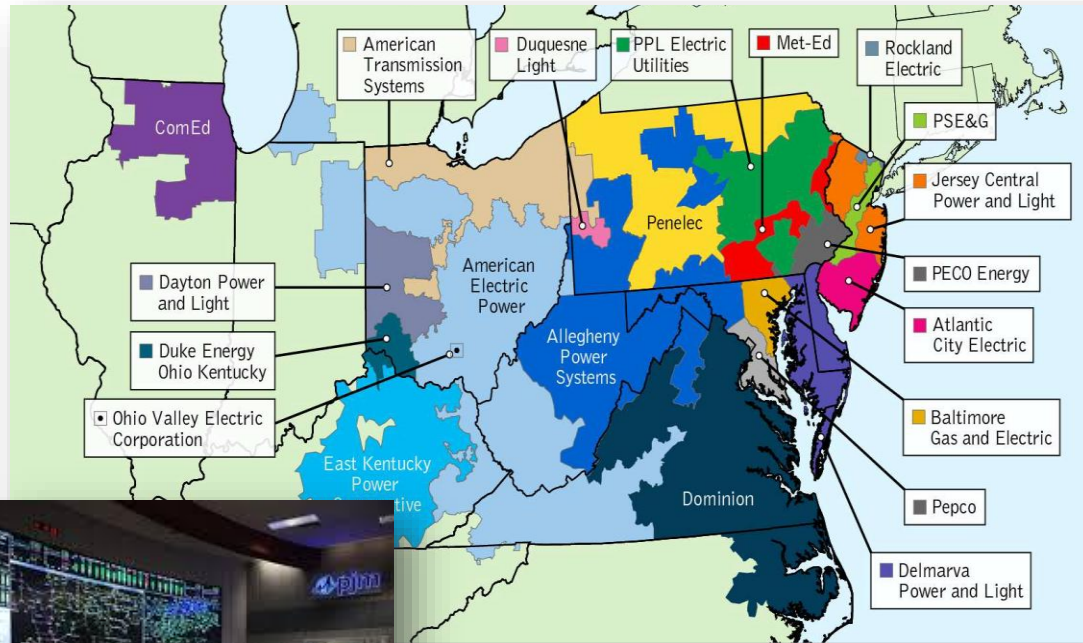 American
Transmission
Systems
Duquesne
Light
PPL Electric
Utilities
Met-Ed
Rockland
Electric
ComEd
PSE&G
Jersey Central
Power and Light
Penelec
American
Electric
Power
PECO Energy
Dayton Power
and Light
Allegheny
Power
Systems
Atlantic
City Electric
Duke Energy
Ohio Kentucky
Ohio Valley Electric
Corporation
Baltimore
Gas and Electric
East Kentucky
Power
tive
Dominion
Pepco
Delmarva
Power and Light
pjm